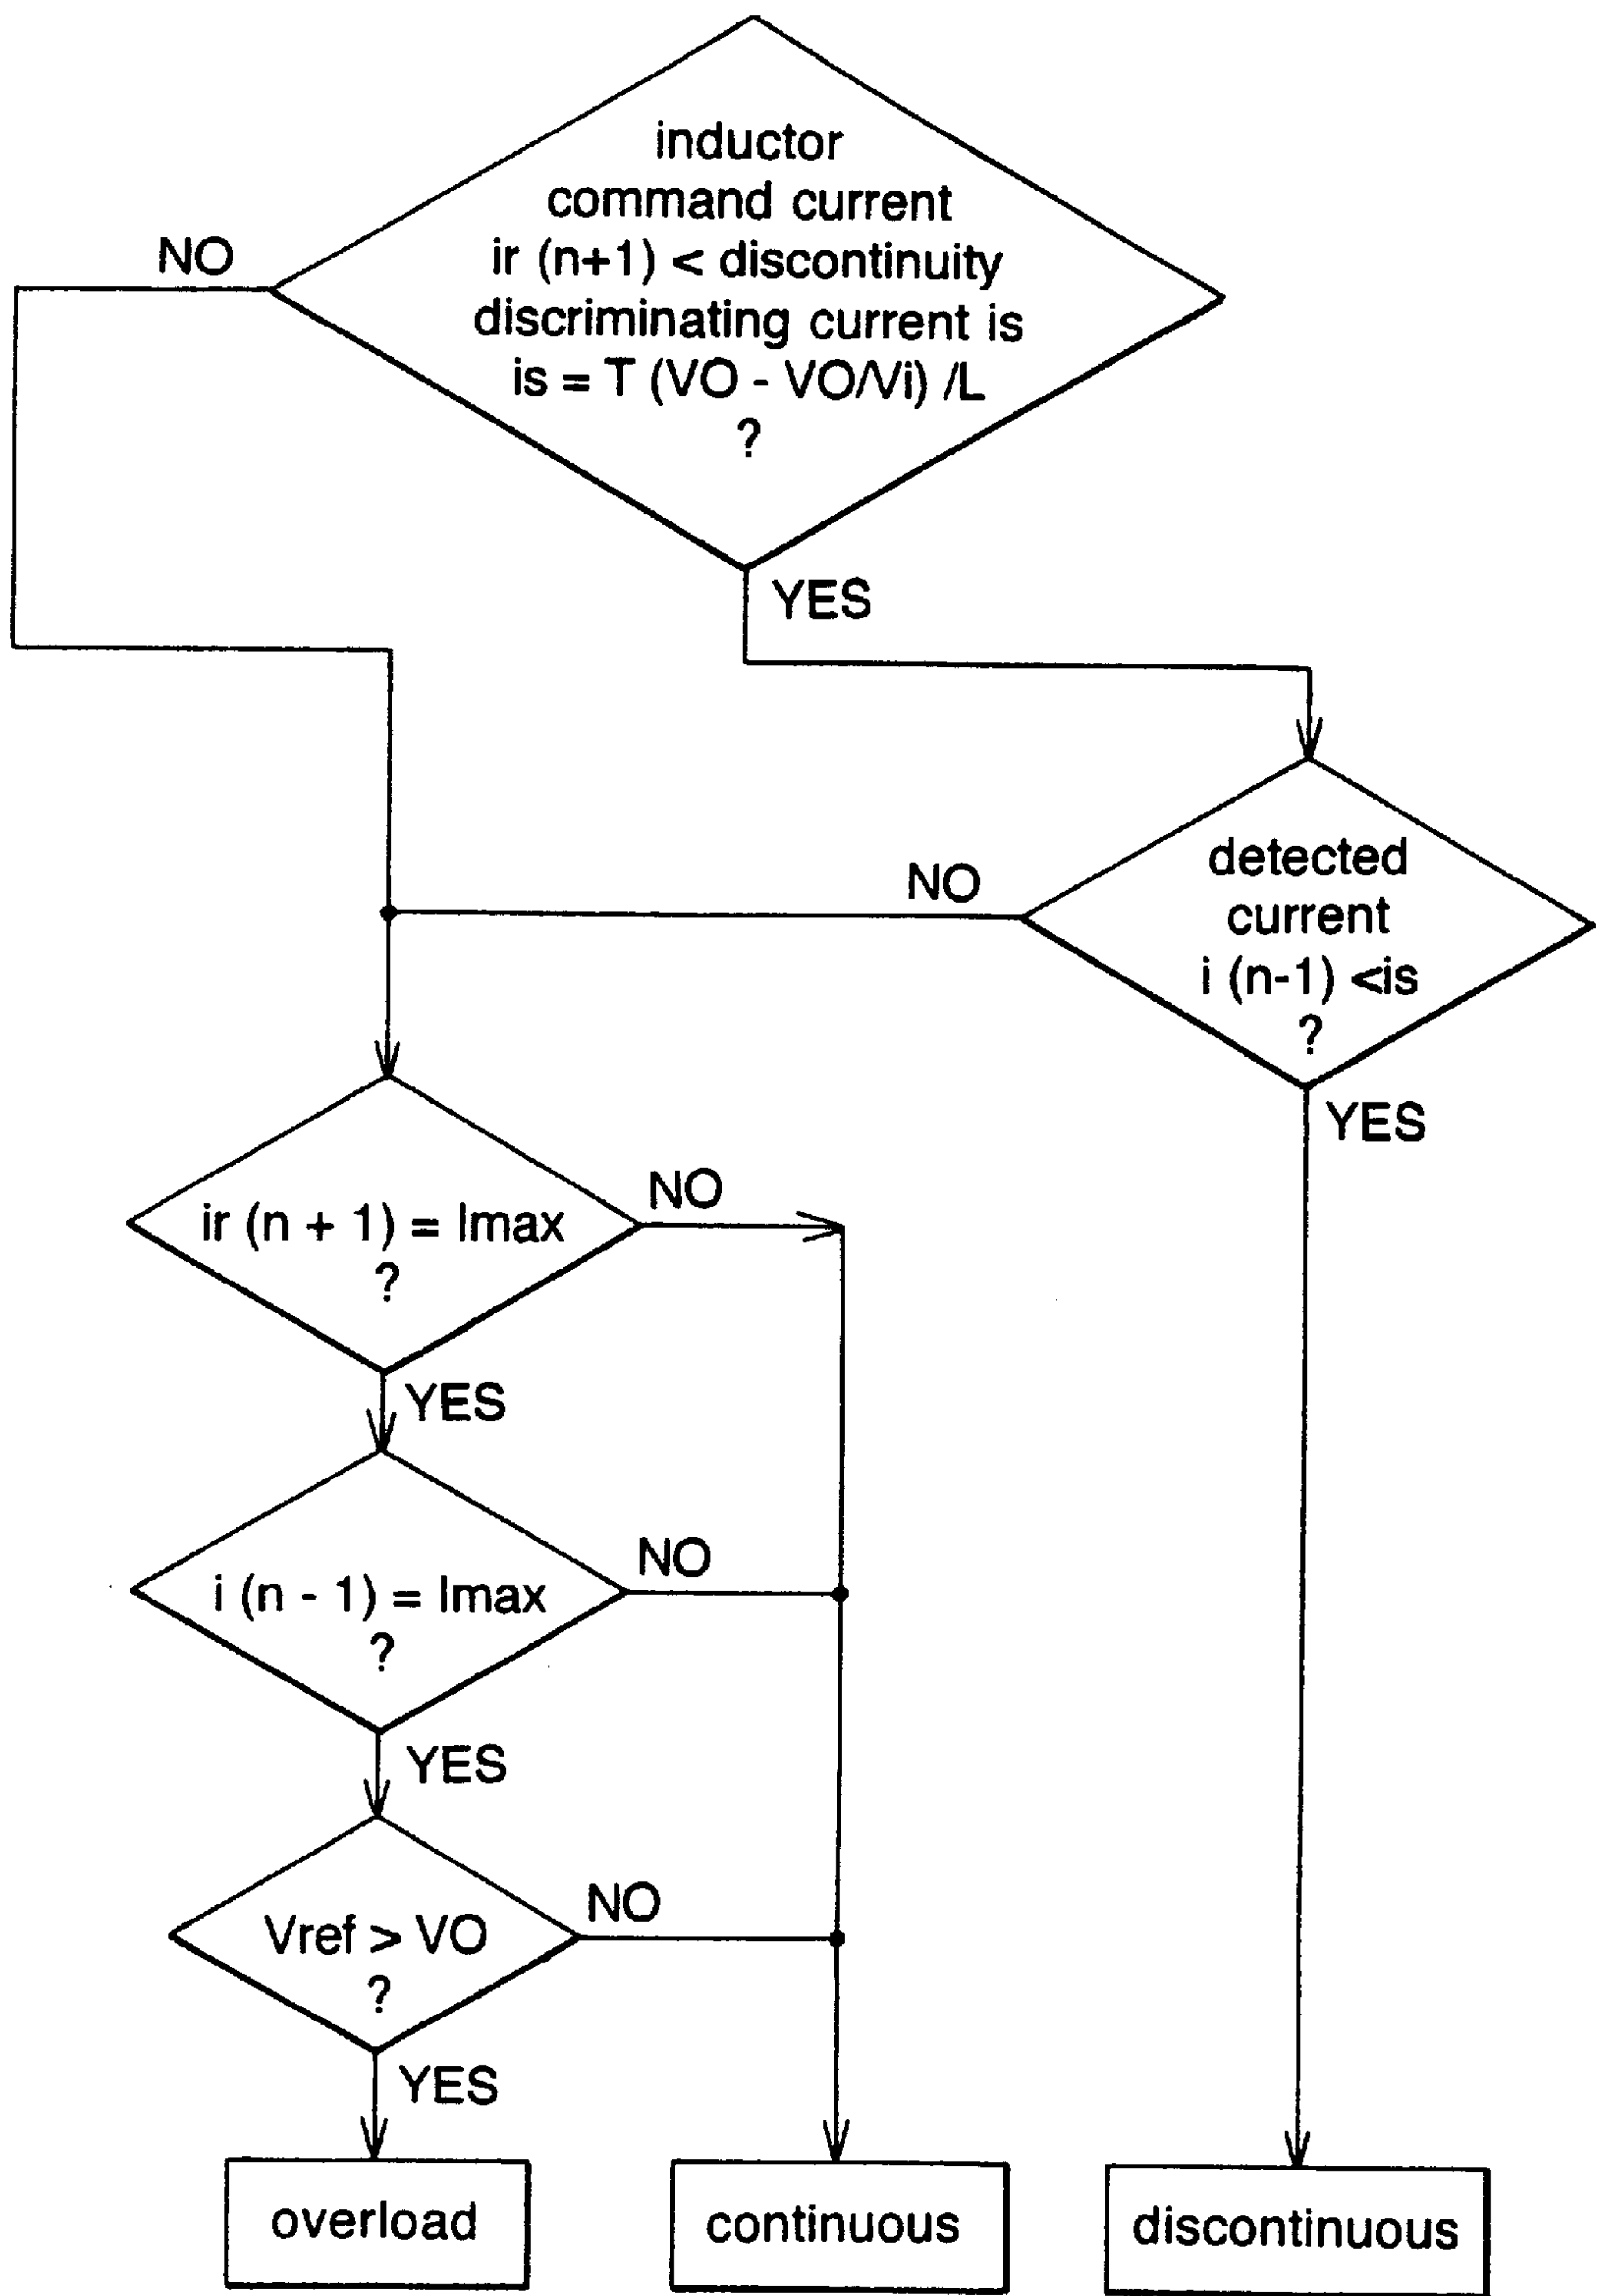 inductor
command current
ir (n+1) < discontinuity
discriminating current is
is = T (VO - VO/Vi) /L
?
NO
YES
detected
current
i (n-1) <is
?
NO
YES
ir (n + 1) = Imax
?
NO
YES
i (n - 1) = Imax
?
NO
YES
Vref > VO
?
NO
YES
overload
continuous
discontinuous